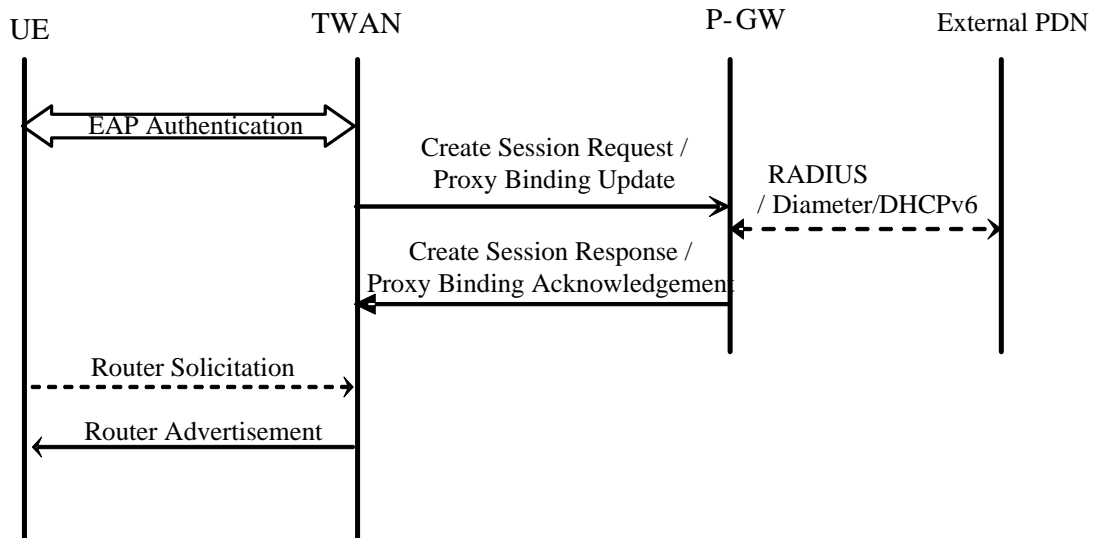 UE
TWAN
P-GW
External PDN
EAP Authentication
Create Session Request /
Proxy Binding Update
RADIUS
/ Diameter/DHCPv6
Create Session Response /
Proxy Binding Acknowledgement
Router Solicitation
Router Advertisement